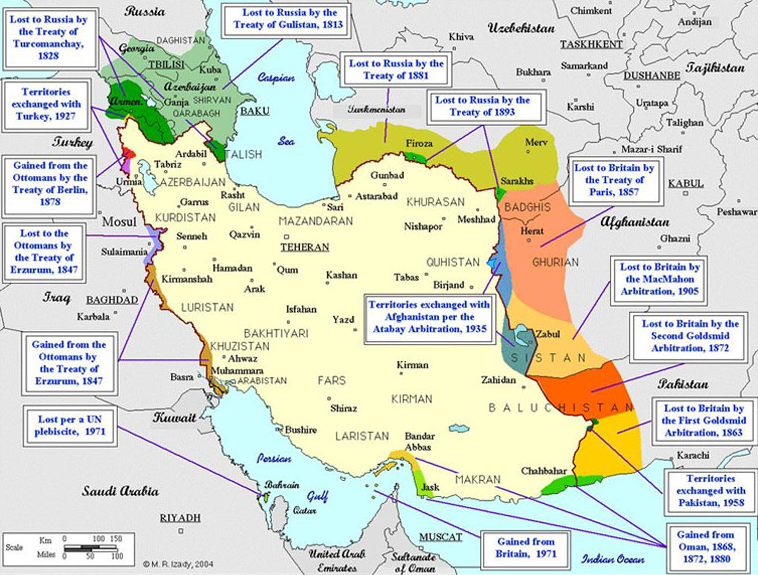 Russia
Uzbekistan
Chimkent
Andijan
Lost to Russia by
the Treaty of
Turcomanchay,
1828
Lost to Russia by the
Treaty of Gulistan, 1813
DAGHISTAN
Georgia
TBILISI
Kuba
Azerbaijan
Ganja
SHIRVAN
QARABAGH
BAKU
Armen.
TALISH
Caspian
Sea
Khiva
TASHKENT
Samarkand
Bukhara
DUSHANBE
Tajikistan
Karshi
Uratapa
Talighan
Mazar-i Sharif
KABUL
Peshawar
Ghazni
Lost to Russia by the
Treaty of 1881
Turkmenistan
Lost to Russia by the
Treaty of 1893
Firoza
Merv
Sarakhs
Territories
exchanged with
Turkey, 1927
Turkey
Gained from the
Ottomans by the
Treaty of Berlin,
1878
Ardabil
Tabriz
Urmia
AZERBAIJAN
Rasht
Garrus
GILAN
KURDISTAN
Senneh
Qazvin
MAZANDARAN
Sari
Astarabad
Gunbad
KHURASAN
Nishapor
Meshhad
BADGHIS
Herat
GHURIAN
Afghanistan
Lost to Britain by
the Treaty of
Paris, 1857
Mosul
Sulaimania
Lost to the
Ottomans by
the Treaty of
Erzurum, 1847
TEHERAN
Hamadan
Qum
Kashan
Kirmanshah
Arak
Tabas
QUHISTAN
Birjand
Iraq
BAGHDAD
Karbala
LURISTAN
Isfahan
Yazd
BAKHTIYARI
Territories exchanged with
Afghanistan per the
Atabay Arbitration, 1935
Lost to Britain by
the MacMahon
Arbitration, 1905
Zabul
SISTAN
Lost to Britain by the
Second Goldsmid
Arbitration, 1872
Gained from the
Ottomans by the
Treaty of
Erzurum, 1847
KHUZISTAN
Ahwaz
Muhammara
ARABISTAN
Basra
FARS
Kirman
KIRMAN
Zahidan
BALUCHISTAN
Pakistan
Lost to Britain by
the First Goldsmid
Arbitration, 1863
Lost per a UN
plebiscite, 1971
Kuwait
Shiraz
Bushire
LARISTAN
Bandar
Abbas
Persian
Gulf
Bahrain
Qatar
Jask
MAKRAN
Chahbahar
Karachi
Territories
exchanged with
Pakistan, 1958
Saudi Arabia
RIYADH
MUSCAT
Gained from
Britain, 1971
Gained from
Oman, 1868,
1872, 1880
Indian Ocean
United Arab
Emirates
Sultanate
of Oman
Scale
Km
0 50 100 150
Miles
0 50 100
© M. R. Izady, 2004